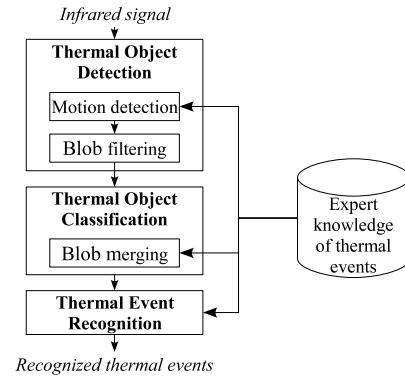 Infrared signal
Thermal Object
Detection
Motion detection
Blob filtering
Thermal Object
Classification
Blob merging
Thermal Event
Recognition
Recognized thermal events
Expert
knowledge
of thermal
events